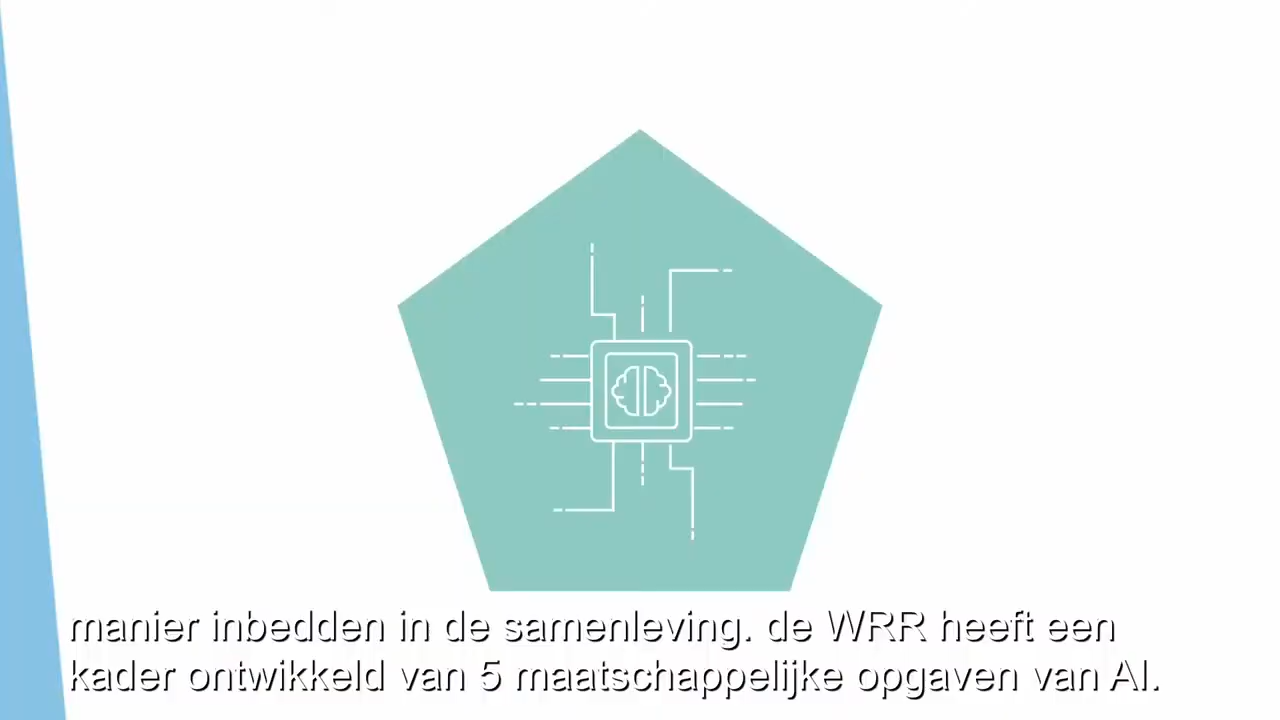 manier inbedden in de samenleving. de WRR heeft een
kader ontwikkeld van 5 maatschappelijke opgaven van AI.